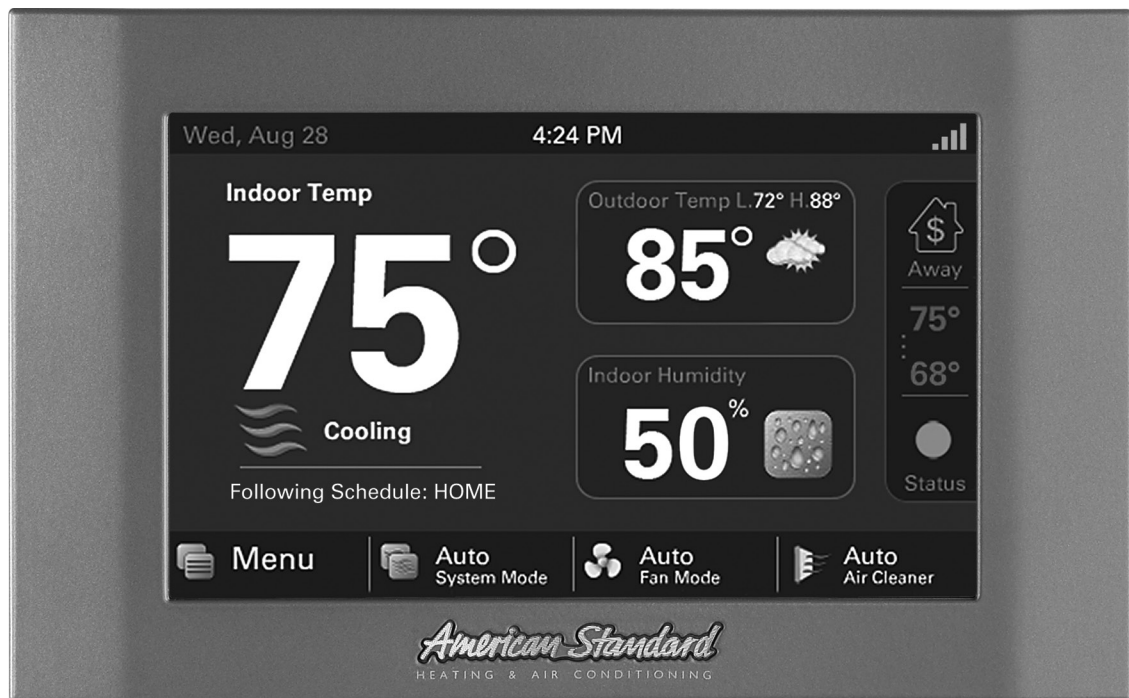 Wed, Aug 28
4:24 PM
Indoor Temp
75°
Cooling
Following Schedule: HOME
Outdoor Temp L.72° H.88°
85°
Indoor Humidity
50%
$
Away
75°
68°
Status
Menu
Auto
System Mode
Auto
Fan Mode
Auto
Air Cleaner
American Standard
HEATING & AIR CONDITIONING